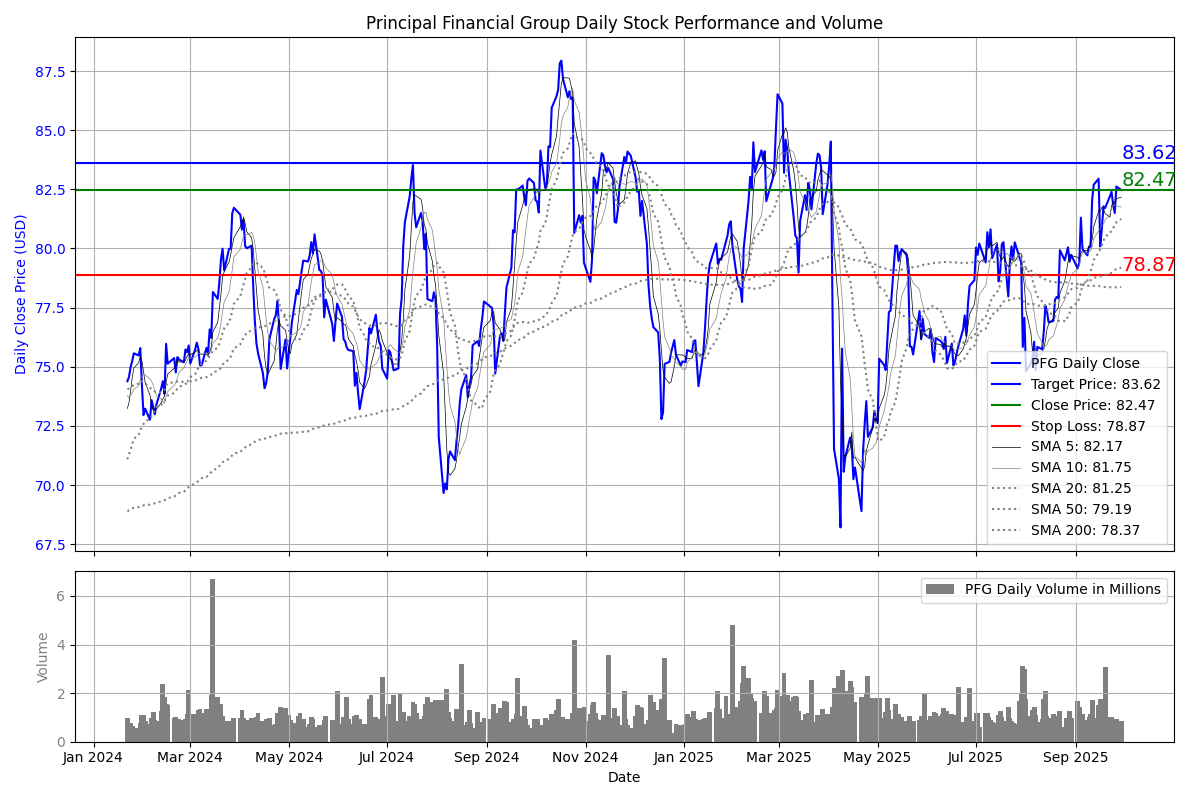 Principal Financial Group Daily Stock Performance and Volume
Daily Close Price (USD)
87.5
85.0
82.5
80.0
77.5
75.0
72.5
70.0
67.5
83.62
82.47
78.87
PFG Daily Close
Target Price: 83.62
Close Price: 82.47
Stop Loss: 78.87
SMA 5: 82.17
SMA 10: 81.75
SMA 20: 81.25
SMA 50: 79.19
SMA 200: 78.37
Volume
6
4
2
0
PFG Daily Volume in Millions
Jan 2024
Mar 2024
May 2024
Jul 2024
Sep 2024
Nov 2024
Jan 2025
Mar 2025
May 2025
Jul 2025
Sep 2025
Date